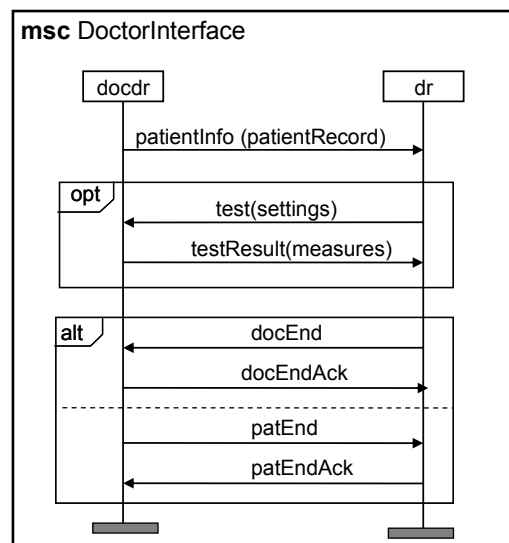 msc DoctorInterface
docdr dr
patientInfo (patientRecord)
opt
test(settings)
testResult(measures)
alt
docEnd
docEndAck
patEnd
patEndAck